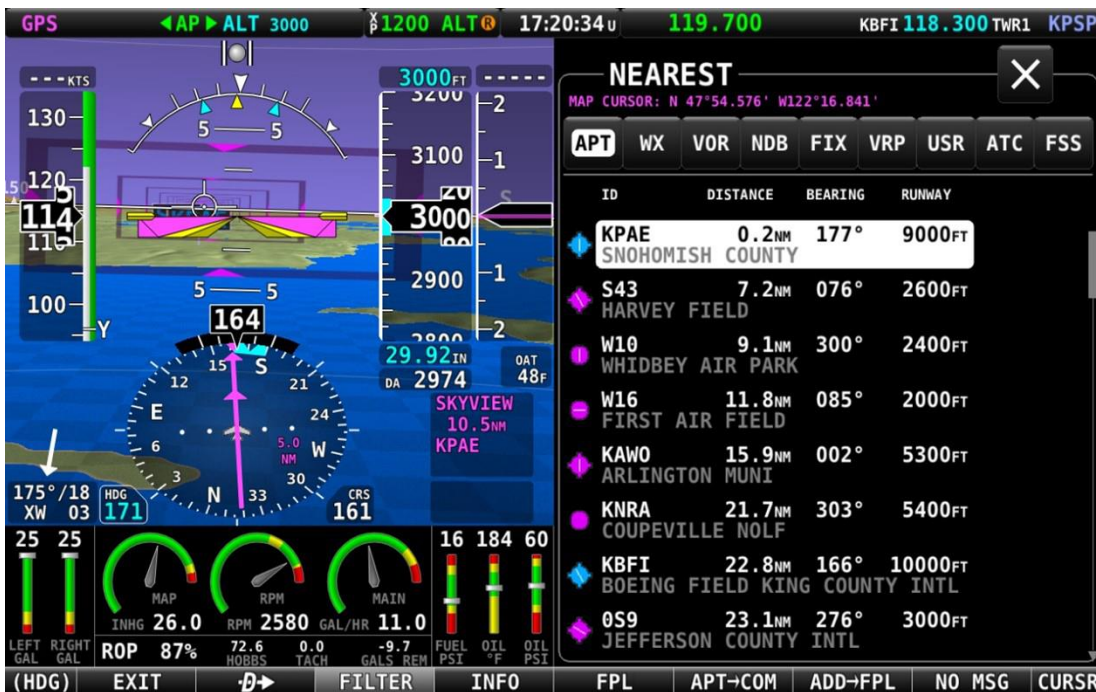 GPS ◄AP► ALT 3000 XP1200 ALT R 17:20:34 U 119.700 KBFI 118.300 TWR1 KPSP
---KTS
130
120
150
114
110
100
Y
5 5
5 5
3000FT
-----
3200
3100
3000
20
00
2900
2800
2
1
1
2
S
164
29.92IN
DA 2974
OAT
48F
SKYVIEW
10.5NM
KPAE
12 15 S 21 24 W 30 33 N 3 6 E
5.0
NM
175°/18
XW 03
HDG
171
CRS
161
25 25
LEFT GAL
RIGHT GAL
MAP
INHG 26.0
RPM
RPM 2580
MAIN
GAL/HR 11.0
16 184 60
FUEL PSI
OIL °F
OIL PSI
ROP 87%
72.6 HOBBS
0.0 TACH
-9.7 GALS REM
NEAREST
X
MAP CURSOR: N 47°54.576' W122°16.841'
APT WX VOR NDB FIX VRP USR ATC FSS
ID DISTANCE BEARING RUNWAY
KPAE 0.2NM 177° 9000FT
SNOHOMISH COUNTY
S43 7.2NM 076° 2600FT
HARVEY FIELD
W10 9.1NM 300° 2400FT
WHIDBEY AIR PARK
W16 11.8NM 085° 2000FT
FIRST AIR FIELD
KAWO 15.9NM 002° 5300FT
ARLINGTON MUNI
KNRA 21.7NM 303° 5400FT
COUPEVILLE NOLF
KBFI 22.8NM 166° 10000FT
BOEING FIELD KING COUNTY INTL
0S9 23.1NM 276° 3000FT
JEFFERSON COUNTY INTL
(HDG) EXIT D→ FILTER INFO FPL APT→COM ADD→FPL NO MSG CURSR